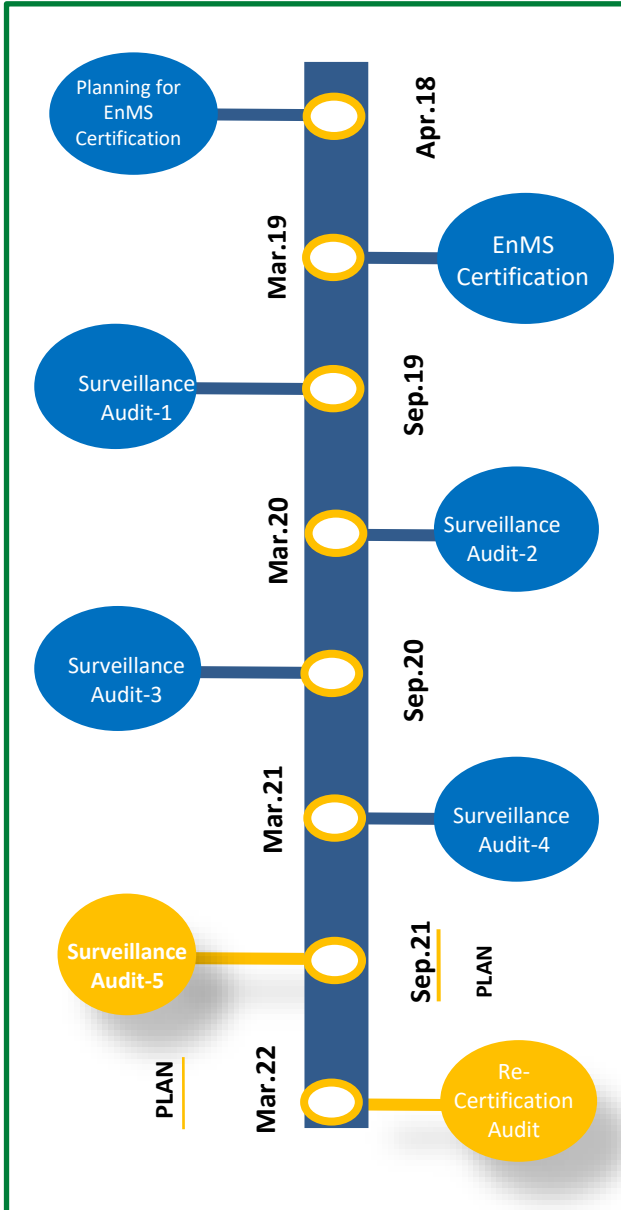 Planning for
EnMS
Certification
Apr.18
Mar.19
EnMS
Certification
Surveillance
Audit-1
Sep.19
Mar.20
Surveillance
Audit-2
Surveillance
Audit-3
Sep.20
Mar.21
Surveillance
Audit-4
Surveillance
Audit-5
Sep.21
PLAN
PLAN
Mar.22
Re-
Certification
Audit